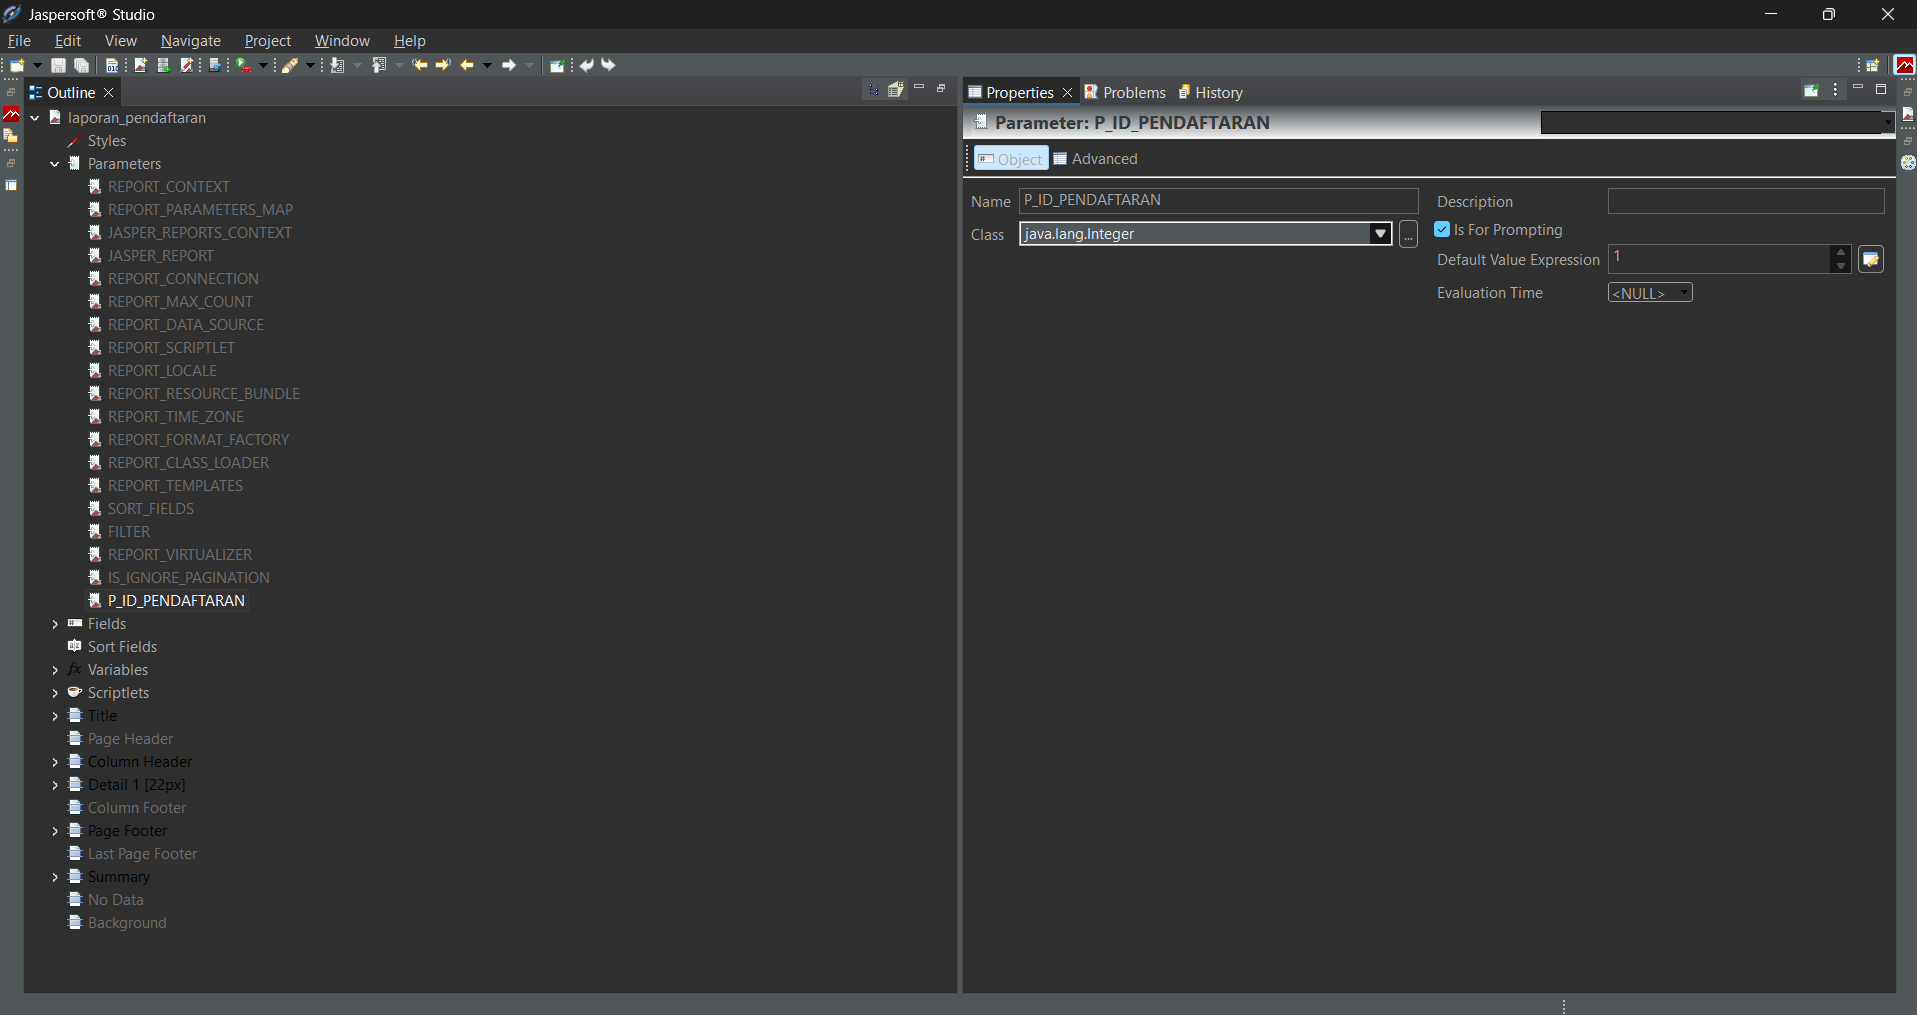 Jaspersoft® Studio
File Edit View Navigate Project Window Help
Outline
laporan_pendaftaran
Styles
Parameters
REPORT_CONTEXT
REPORT_PARAMETERS_MAP
JASPER_REPORTS_CONTEXT
JASPER_REPORT
REPORT_CONNECTION
REPORT_MAX_COUNT
REPORT_DATA_SOURCE
REPORT_SCRIPTLET
REPORT_LOCALE
REPORT_RESOURCE_BUNDLE
REPORT_TIME_ZONE
REPORT_FORMAT_FACTORY
REPORT_CLASS_LOADER
REPORT_TEMPLATES
SORT_FIELDS
FILTER
REPORT_VIRTUALIZER
IS_IGNORE_PAGINATION
P_ID_PENDAFTARAN
Fields
Sort Fields
fx Variables
Scriptlets
Title
Page Header
Column Header
Detail 1 [22px]
Column Footer
Page Footer
Last Page Footer
Summary
No Data
Background
Properties Problems History
Parameter: P_ID_PENDAFTARAN
Object Advanced
Name P_ID_PENDAFTARAN
Class java.lang.Integer ...
Description
Is For Prompting
Default Value Expression 1
Evaluation Time <NULL>